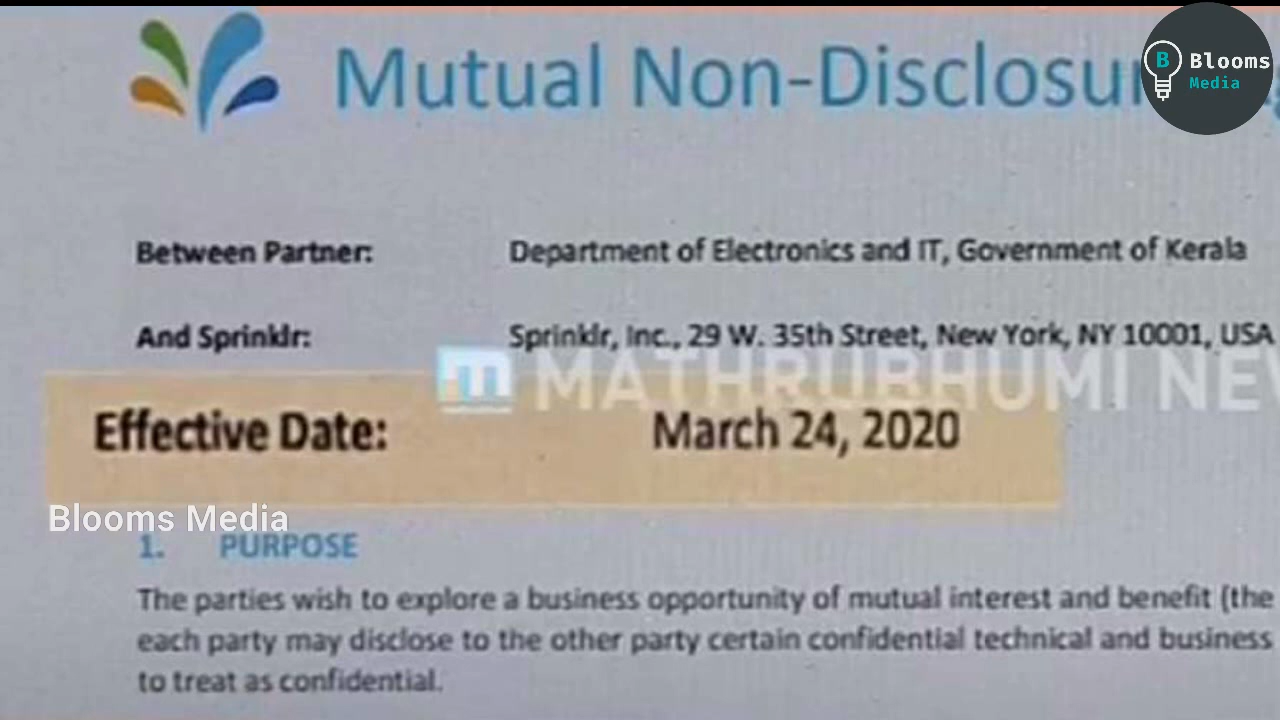 Mutual Non-Disclosur
B Blooms
Media
Between Partner: Department of Electronics and IT, Government of Kerala
And Sprinklr: Sprinklr, Inc., 29 W. 35th Street, New York, NY 10001, USA
m MATHRUBHUMI NEW
Effective Date: March 24, 2020
Blooms Media
1. PURPOSE
The parties wish to explore a business opportunity of mutual interest and benefit (the
each party may disclose to the other party certain confidential technical and business
to treat as confidential.